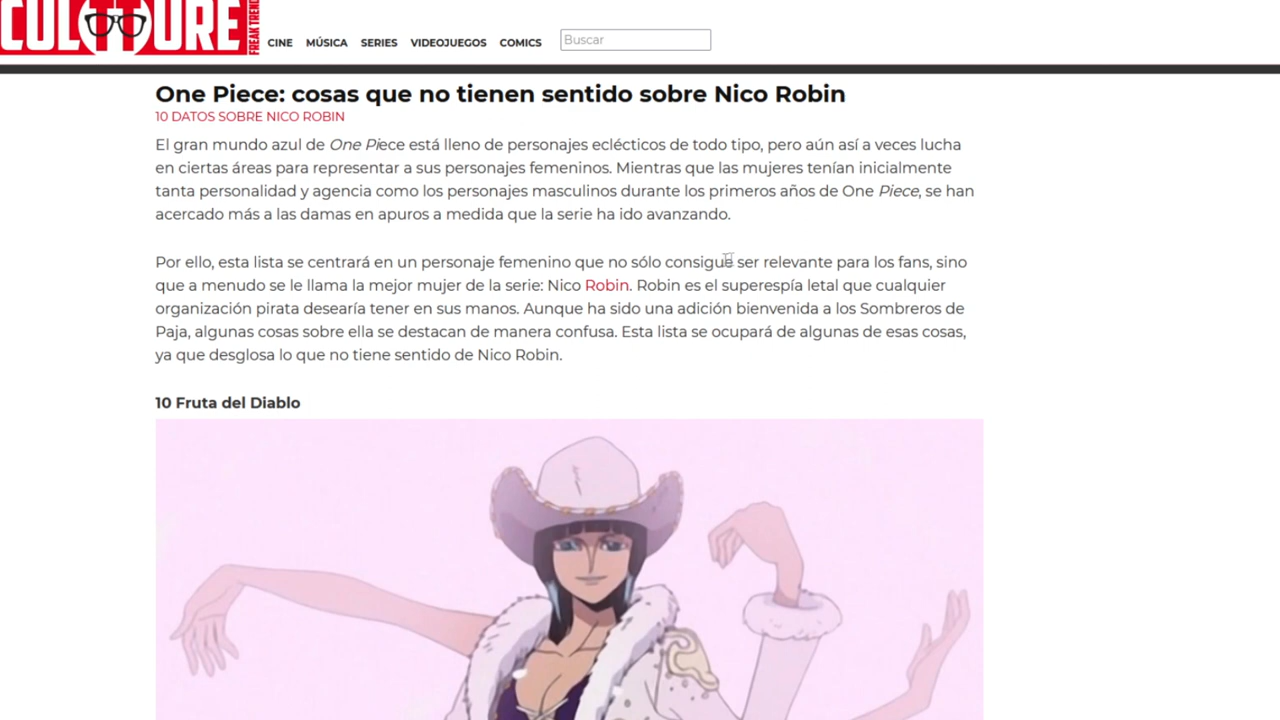 CULTTURE
FREAK TREND
CINE MÚSICA SERIES VIDEOJUEGOS COMICS
Buscar
One Piece: cosas que no tienen sentido sobre Nico Robin
10 DATOS SOBRE NICO ROBIN
El gran mundo azul de One Piece está lleno de personajes eclécticos de todo tipo, pero aún así a veces lucha
en ciertas áreas para representar a sus personajes femeninos. Mientras que las mujeres tenían inicialmente
tanta personalidad y agencia como los personajes masculinos durante los primeros años de One Piece, se han
acercado más a las damas en apuros a medida que la serie ha ido avanzando.
Por ello, esta lista se centrará en un personaje femenino que no sólo consigue ser relevante para los fans, sino
que a menudo se le llama la mejor mujer de la serie: Nico Robin. Robin es el superespía letal que cualquier
organización pirata desearía tener en sus manos. Aunque ha sido una adición bienvenida a los Sombreros de
Paja, algunas cosas sobre ella se destacan de manera confusa. Esta lista se ocupará de algunas de esas cosas,
ya que desglosa lo que no tiene sentido de Nico Robin.
10 Fruta del Diablo